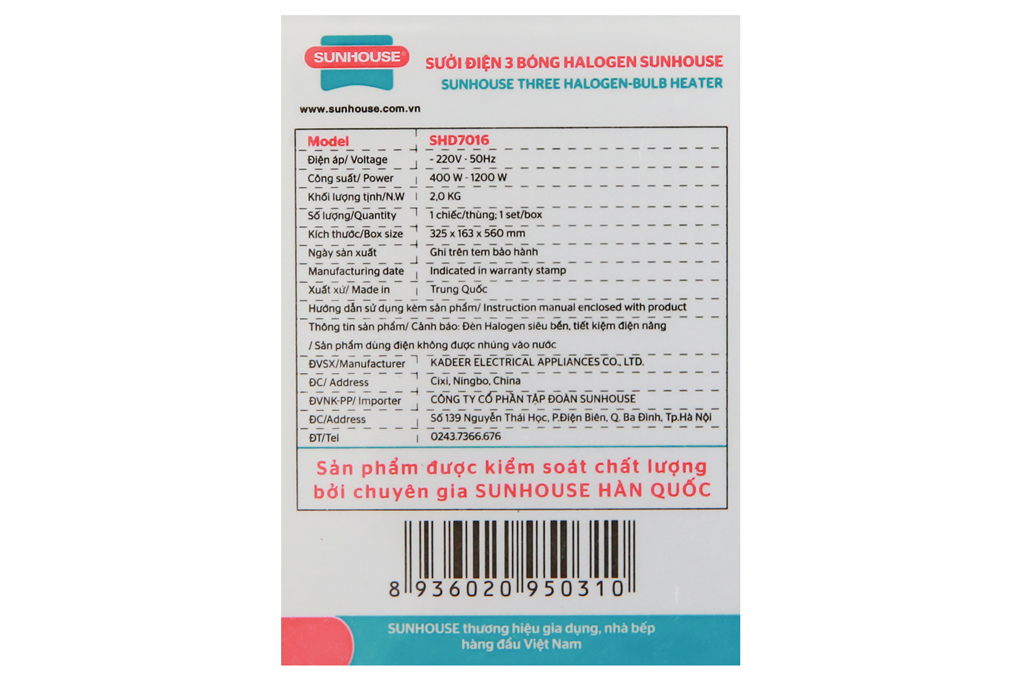 SUNHOUSE®
SƯỞI ĐIỆN 3 BÓNG HALOGEN SUNHOUSE
SUNHOUSE THREE HALOGEN-BULB HEATER
www.sunhouse.com.vn
Model SHD7016
Điện áp/ Voltage - 220V - 50Hz
Công suất/ Power 400 W - 1200 W
Khối lượng tịnh/N.W 2,0 KG
Số lượng/Quantity 1 chiếc/thùng; 1 set/box
Kích thước/Box size 325 x 163 x 560 mm
Ngày sản xuất Ghi trên tem bảo hành
Manufacturing date Indicated in warranty stamp
Xuất xứ/ Made in Trung Quốc
Hướng dẫn sử dụng kèm sản phẩm/ Instruction manual enclosed with product
Thông tin sản phẩm/ Cảnh báo: Đèn Halogen siêu bền, tiết kiệm điện năng
/ Sản phẩm dùng điện không được nhúng vào nước
ĐVSX/Manufacturer KADEER ELECTRICAL APPLIANCES CO., LTD.
ĐC/ Address Cixi, Ningbo, China
ĐVNK-PP/ Importer CÔNG TY CỔ PHẦN TẬP ĐOÀN SUNHOUSE
ĐC/Address Số 139 Nguyễn Thái Học, P.Điện Biên, Q. Ba Đình, Tp.Hà Nội
ĐT/Tel 0243.7366.676
Sản phẩm được kiểm soát chất lượng
bởi chuyên gia SUNHOUSE HÀN QUỐC
8 936020 950310
SUNHOUSE thương hiệu gia dụng, nhà bếp
hàng đầu Việt Nam